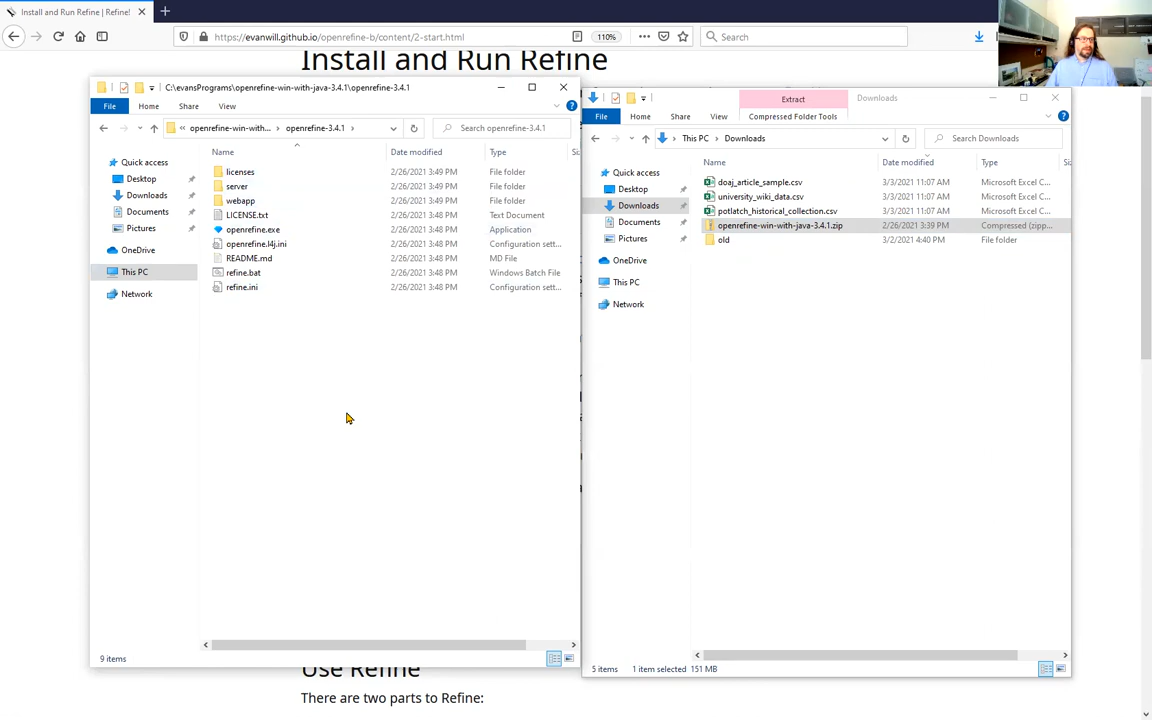 Install and Run Refine | Refine!
https://evanwill.github.io/openrefine-b/content/2-start.html
110%
Search
Install and Run Refine
C:\evansPrograms\openrefine-win-with-java-3.4.1\openrefine-3.4.1
File Home Share View
openrefine-win-with... openrefine-3.4.1
Search openrefine-3.4.1
Quick access
Desktop
Downloads
Documents
Pictures
OneDrive
This PC
Network
Name Date modified Type Si
licenses 2/26/2021 3:49 PM File folder
server 2/26/2021 3:49 PM File folder
webapp 2/26/2021 3:49 PM File folder
LICENSE.txt 2/26/2021 3:48 PM Text Document
openrefine.exe 2/26/2021 3:49 PM Application
openrefine.l4j.ini 2/26/2021 3:48 PM Configuration sett...
README.md 2/26/2021 3:48 PM MD File
refine.bat 2/26/2021 3:48 PM Windows Batch File
refine.ini 2/26/2021 3:48 PM Configuration sett...
9 items
Extract Downloads
File Home Share View Compressed Folder Tools
This PC Downloads
Search Downloads
Quick access
Desktop
Downloads
Documents
Pictures
OneDrive
This PC
Network
Name Date modified Type Si
doaj_article_sample.csv 3/3/2021 11:07 AM Microsoft Excel C...
university_wiki_data.csv 3/3/2021 11:07 AM Microsoft Excel C...
potlatch_historical_collection.csv 3/3/2021 11:07 AM Microsoft Excel C...
openrefine-win-with-java-3.4.1.zip 2/26/2021 3:39 PM Compressed (zipp...
old 3/2/2021 4:40 PM File folder
5 items 1 item selected 151 MB
Use Refine
There are two parts to Refine: